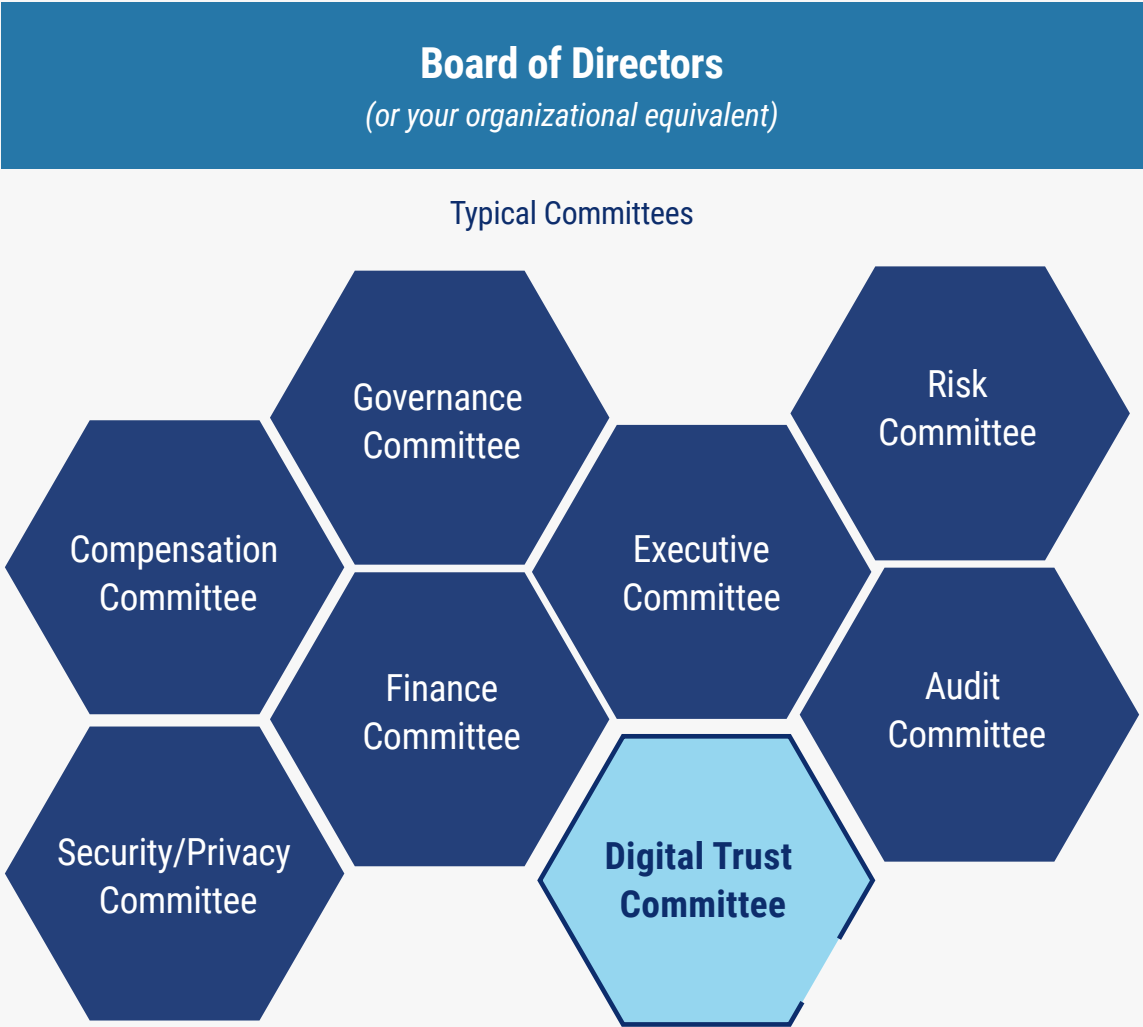 Board of Directors
(or your organizational equivalent)
Typical Committees
Governance
Committee
Risk
Committee
Compensation
Committee
Executive
Committee
Finance
Committee
Audit
Committee
Security/Privacy
Committee
Digital Trust
Committee